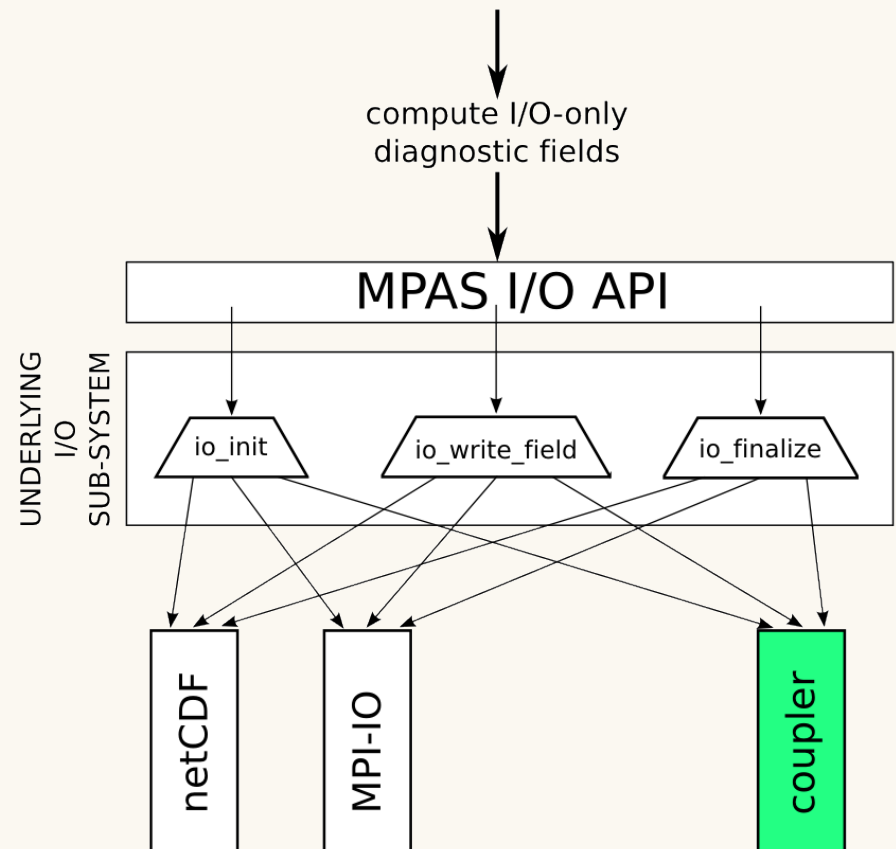 compute I/O-only
diagnostic fields
MPAS I/O API
UNDERLYING
I/O
SUB-SYSTEM
io_init
io_write_field
io_finalize
netCDF
MPI-IO
coupler